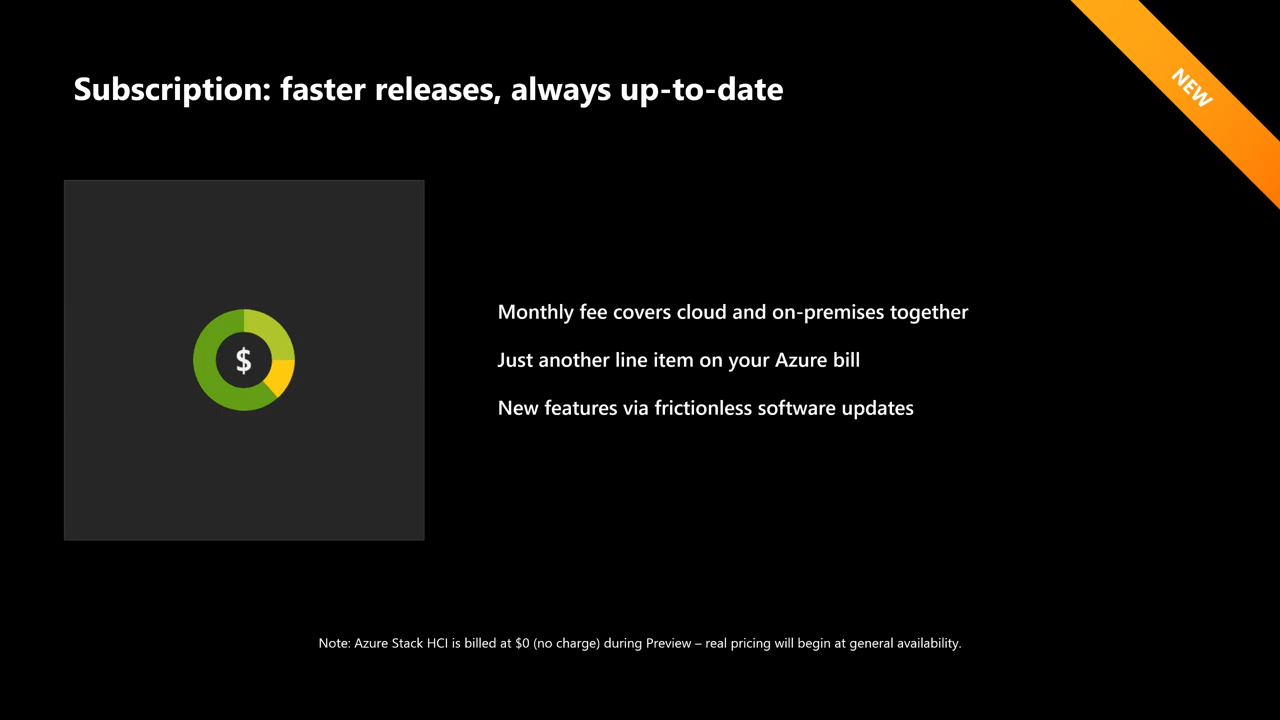 Subscription: faster releases, always up-to-date
NEW
$
Monthly fee covers cloud and on-premises together
Just another line item on your Azure bill
New features via frictionless software updates
Note: Azure Stack HCI is billed at $0 (no charge) during Preview – real pricing will begin at general availability.